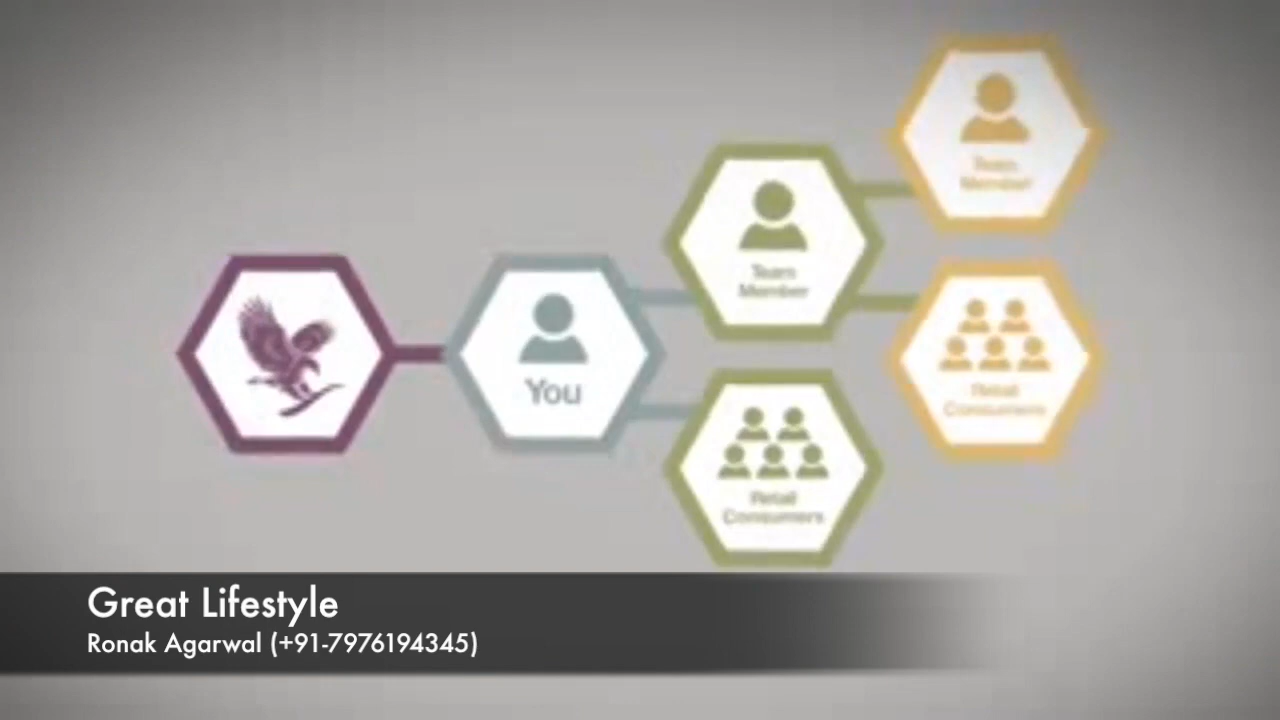 You
Team
Member
Retail
Consumers
Team
Member
Retail
Consumers
Great Lifestyle
Ronak Agarwal (+91-7976194345)